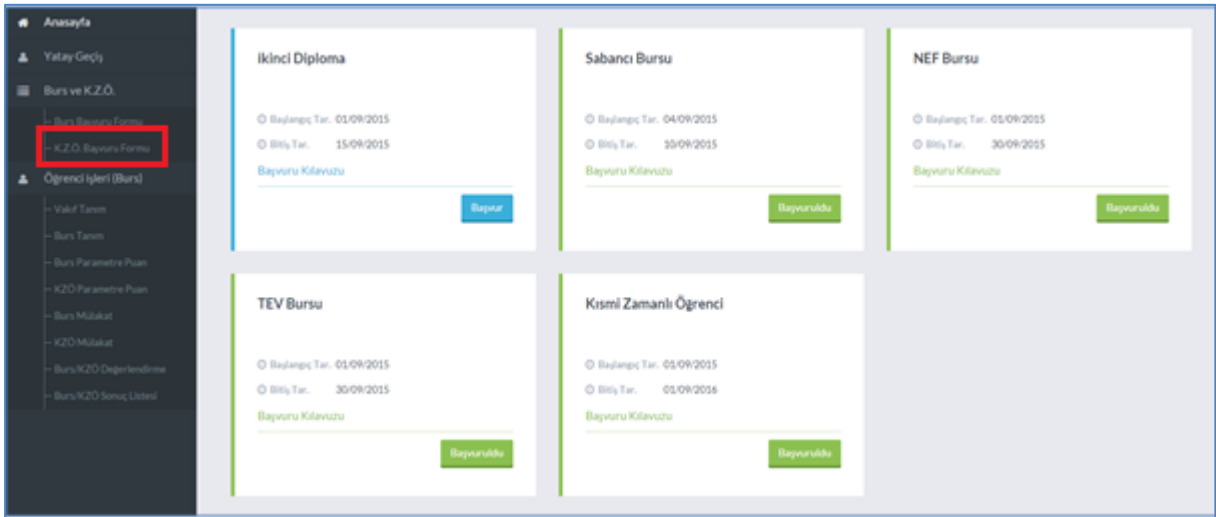 Anasayfa
Yatay Geçiş
Burs ve K.Z.Ö.
Burs Başvuru Formu
K.Z.Ö. Başvuru Formu
Öğrenci İşleri (Burs)
Vakıf Tanım
Burs Tanım
Burs Parametre Puan
KZÖ Parametre Puan
Burs Mülakat
KZÖ Mülakat
Burs/KZÖ Değerlendirme
Burs/KZÖ Sonuç Listesi
İkinci Diploma
Başlangıç Tar. 01/09/2015
Bitiş Tar. 15/09/2015
Başvuru Kılavuzu
Başvur
Sabancı Bursu
Başlangıç Tar. 04/09/2015
Bitiş Tar. 10/09/2015
Başvuru Kılavuzu
Başvuruldu
NEF Bursu
Başlangıç Tar. 01/09/2015
Bitiş Tar. 30/09/2015
Başvuru Kılavuzu
Başvuruldu
TEV Bursu
Başlangıç Tar. 01/09/2015
Bitiş Tar. 30/09/2015
Başvuru Kılavuzu
Başvuruldu
Kısmi Zamanlı Öğrenci
Başlangıç Tar. 01/09/2015
Bitiş Tar. 01/09/2016
Başvuru Kılavuzu
Başvuruldu